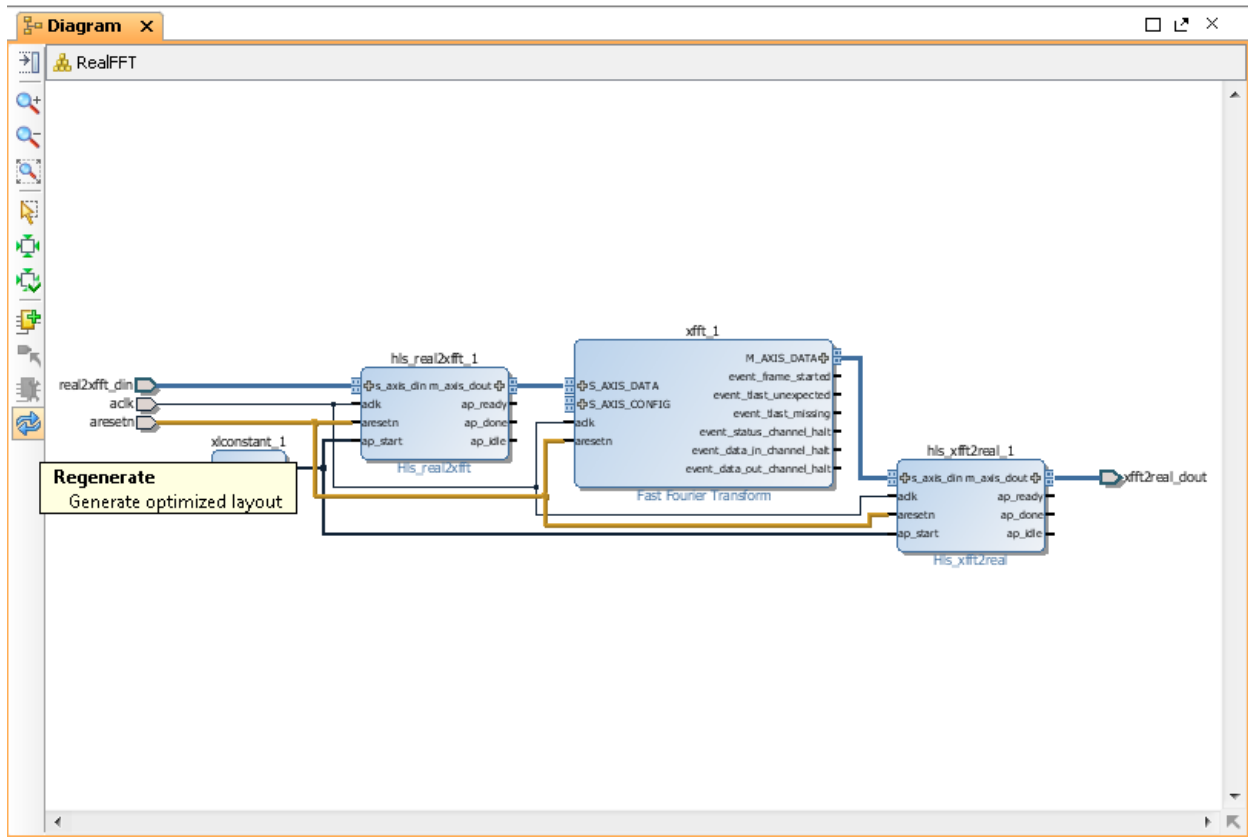 Diagram
RealFFT
xfft_1
hls_real2xfft_1
M_AXIS_DATA
event_frame_started
real2xfft_din
s_axis_din m_axis_dout
S_AXIS_DATA
event_tlast_unexpected
aclk
aclk
ap_ready
S_AXIS_CONFIG
event_tlast_missing
aresetn
aresetn
ap_done
aclk
event_status_channel_halt
xlconstant_1
ap_start
ap_idle
aresetn
event_data_in_channel_halt
hls_xfft2real_1
Hls_real2xfft
event_data_out_channel_halt
Regenerate
Generate optimized layout
Fast Fourier Transform
s_axis_din m_axis_dout
xfft2real_dout
aclk
ap_ready
aresetn
ap_done
ap_start
ap_idle
Hls_xfft2real